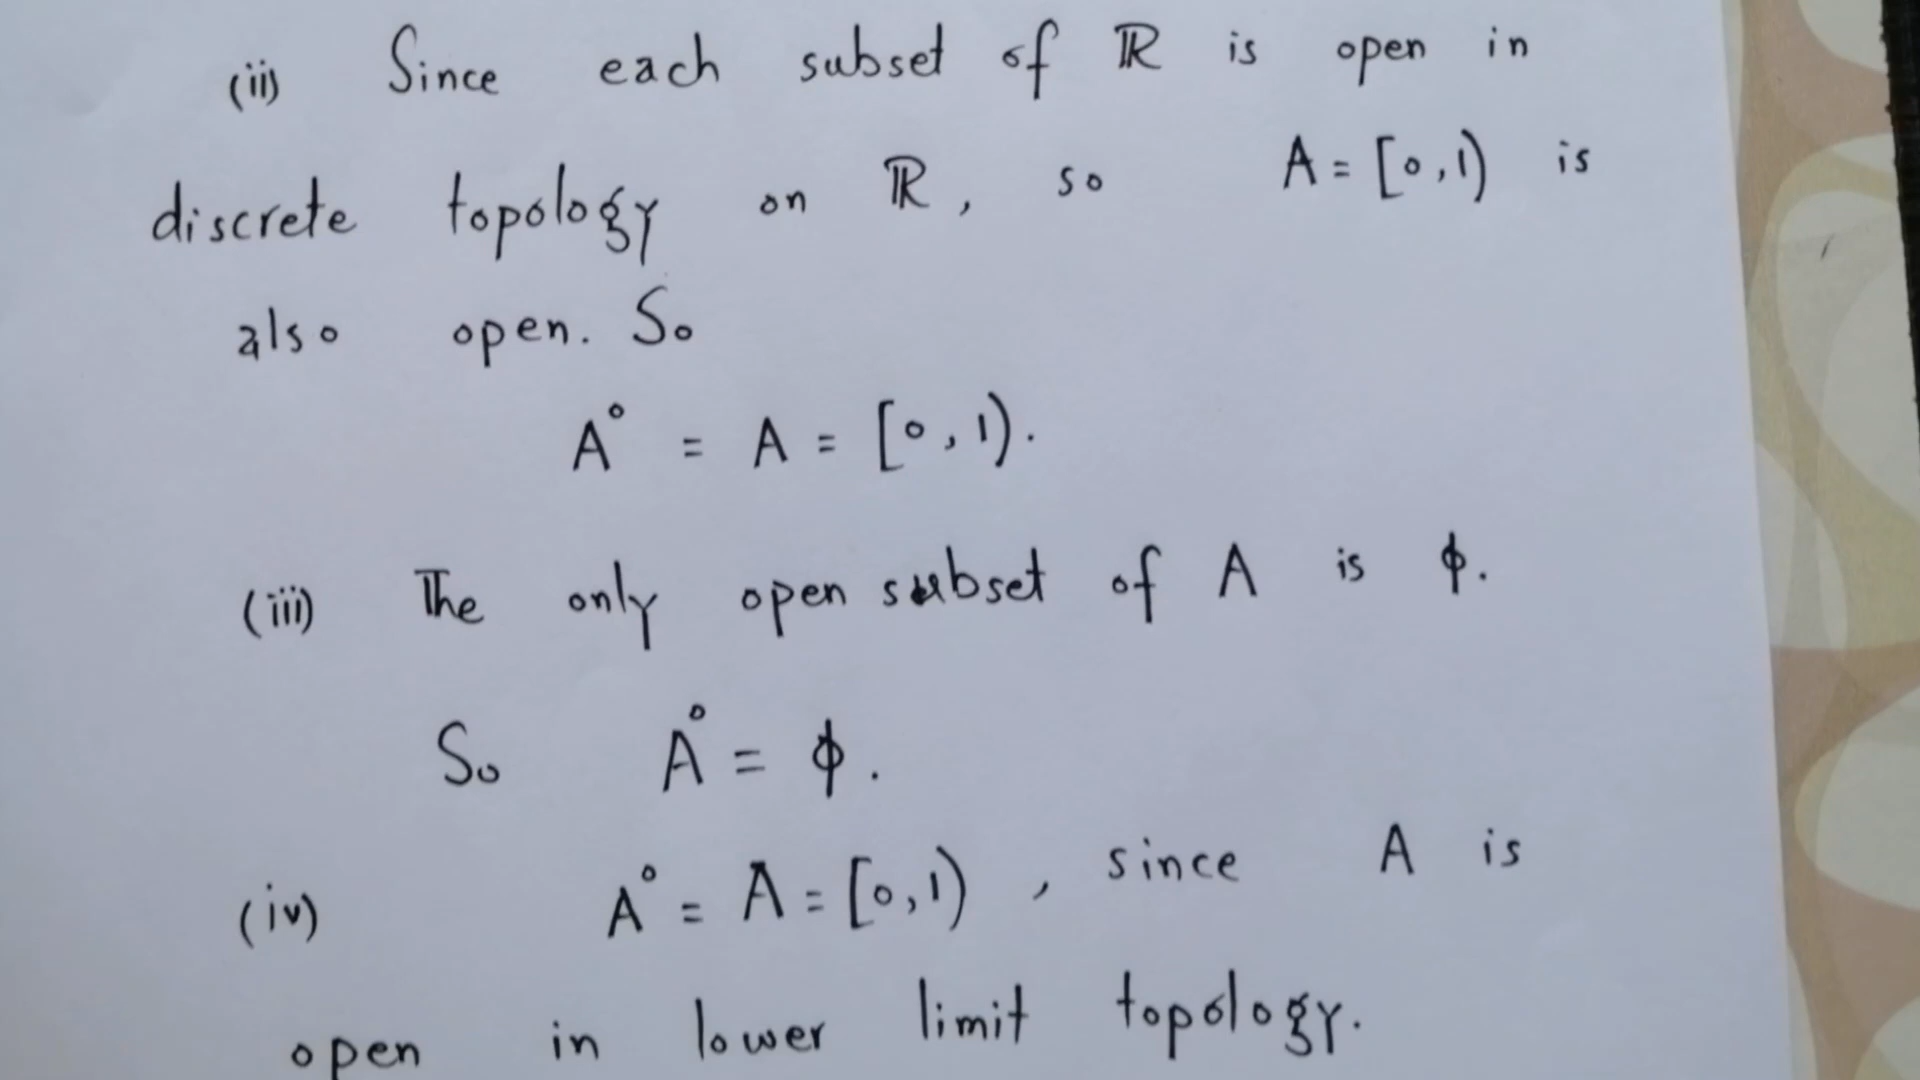 (ii) Since each subset of ℝ is open in
discrete topology on ℝ, so A = [0,1) is
also open. So
A° = A = [0,1).
(iii) The only open subset of A is ϕ.
So A° = ϕ.
(iv) A° = A = [0,1), since A is
open in lower limit topology.